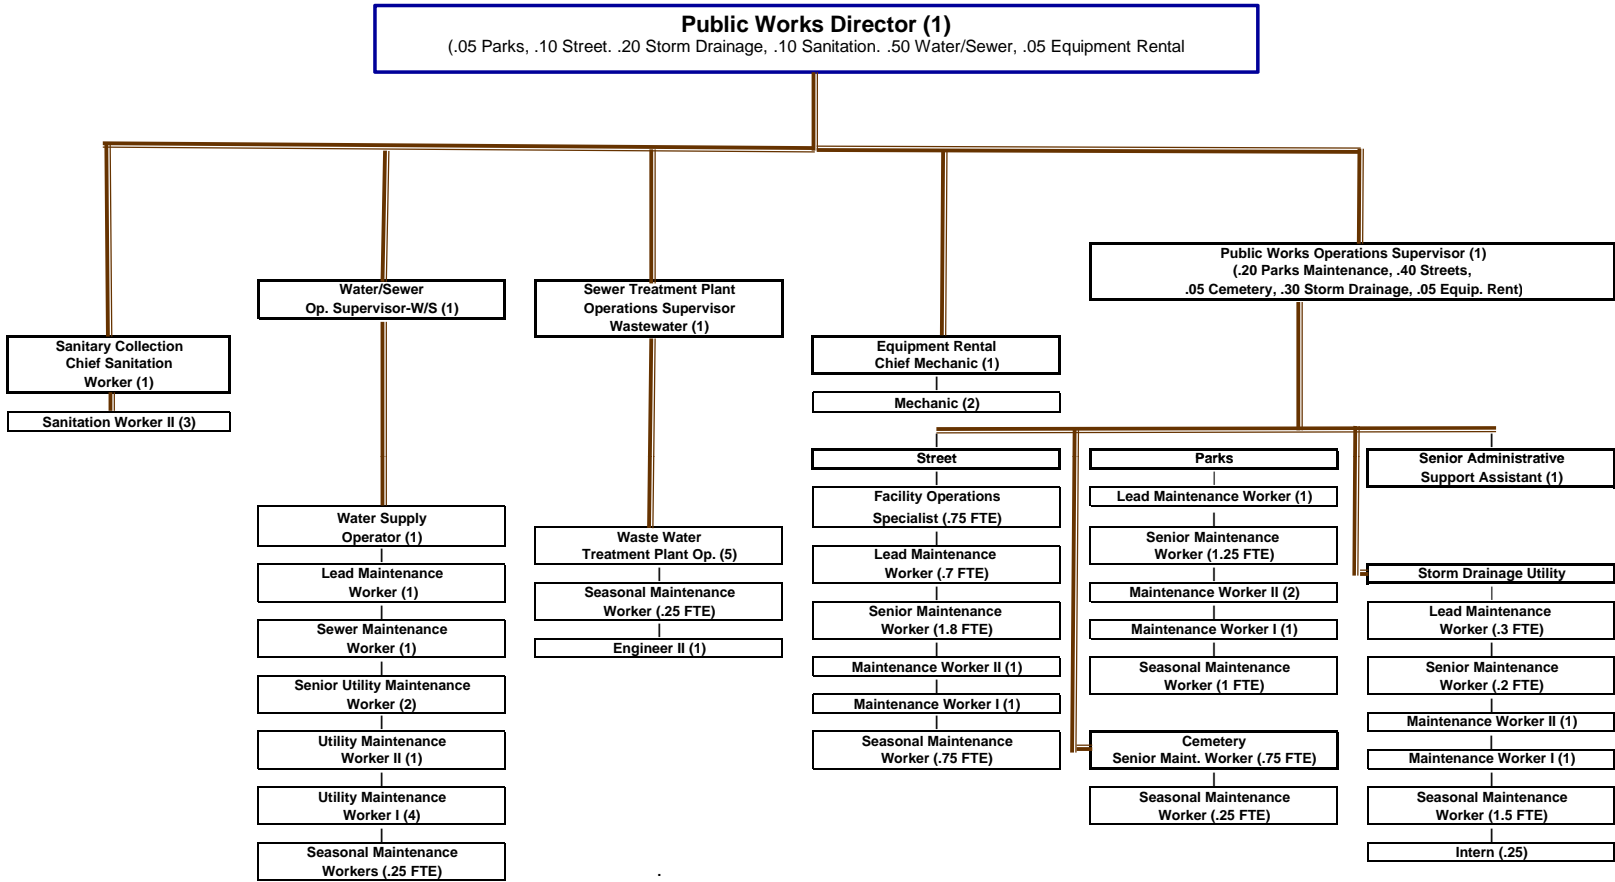 Public Works Director (1)
(.05 Parks, .10 Street. .20 Storm Drainage, .10 Sanitation. .50 Water/Sewer, .05 Equipment Rental
Sanitary Collection
Chief Sanitation
Worker (1)
Sanitation Worker II (3)
Water/Sewer
Op. Supervisor-W/S (1)
Water Supply
Operator (1)
Lead Maintenance
Worker (1)
Sewer Maintenance
Worker (1)
Senior Utility Maintenance
Worker (2)
Utility Maintenance
Worker II (1)
Utility Maintenance
Worker I (4)
Seasonal Maintenance
Workers (.25 FTE)
Sewer Treatment Plant
Operations Supervisor
Wastewater (1)
Waste Water
Treatment Plant Op. (5)
Seasonal Maintenance
Worker (.25 FTE)
Engineer II (1)
.
Equipment Rental
Chief Mechanic (1)
Mechanic (2)
Public Works Operations Supervisor (1)
(.20 Parks Maintenance, .40 Streets,
.05 Cemetery, .30 Storm Drainage, .05 Equip. Rent)
Street
Facility Operations
Specialist (.75 FTE)
Lead Maintenance
Worker (.7 FTE)
Senior Maintenance
Worker (1.8 FTE)
Maintenance Worker II (1)
Maintenance Worker I (1)
Seasonal Maintenance
Worker (.75 FTE)
Parks
Lead Maintenance Worker (1)
Senior Maintenance
Worker (1.25 FTE)
Maintenance Worker II (2)
Maintenance Worker I (1)
Seasonal Maintenance
Worker (1 FTE)
Cemetery
Senior Maint. Worker (.75 FTE)
Seasonal Maintenance
Worker (.25 FTE)
Senior Administrative
Support Assistant (1)
Storm Drainage Utility
Lead Maintenance
Worker (.3 FTE)
Senior Maintenance
Worker (.2 FTE)
Maintenance Worker II (1)
Maintenance Worker I (1)
Seasonal Maintenance
Worker (1.5 FTE)
Intern (.25)